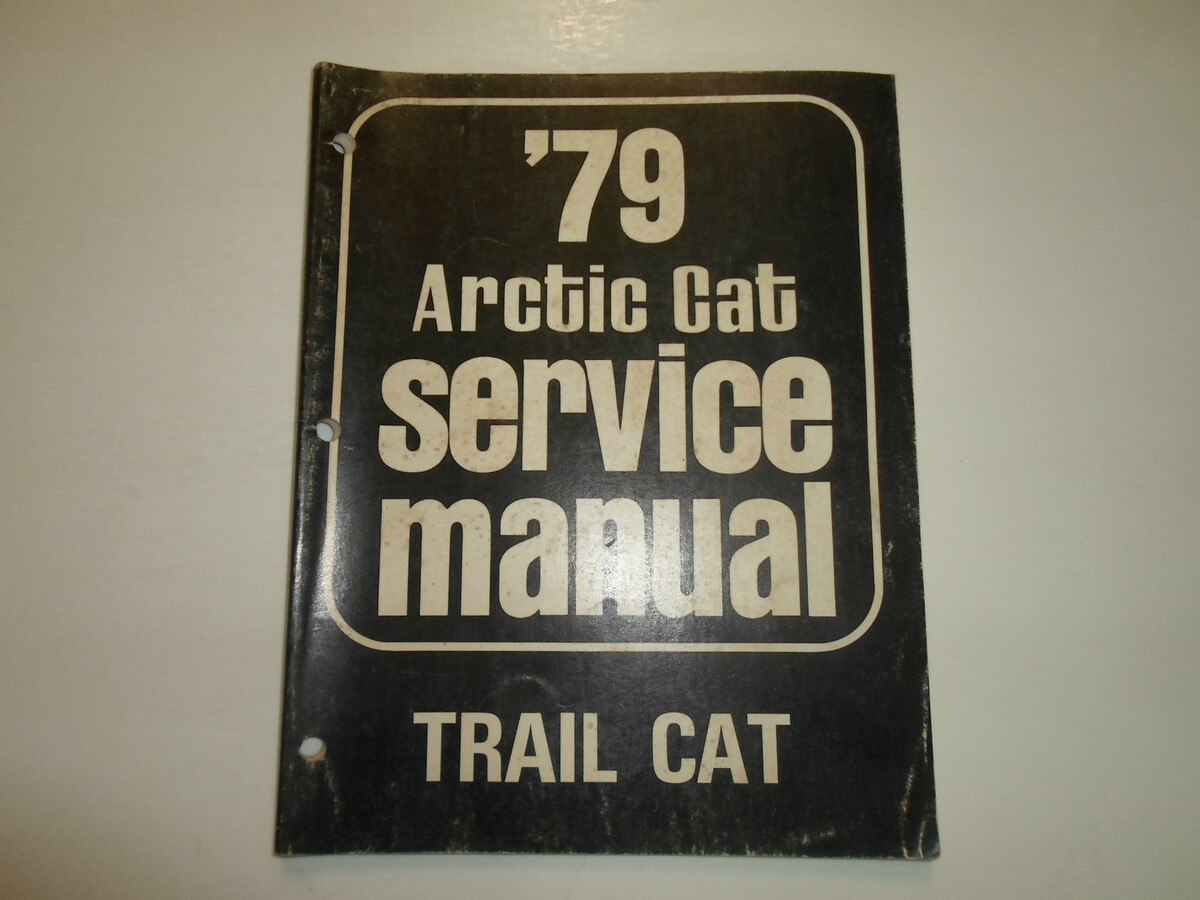 '79
Arctic Cat
service
manual
TRAIL CAT